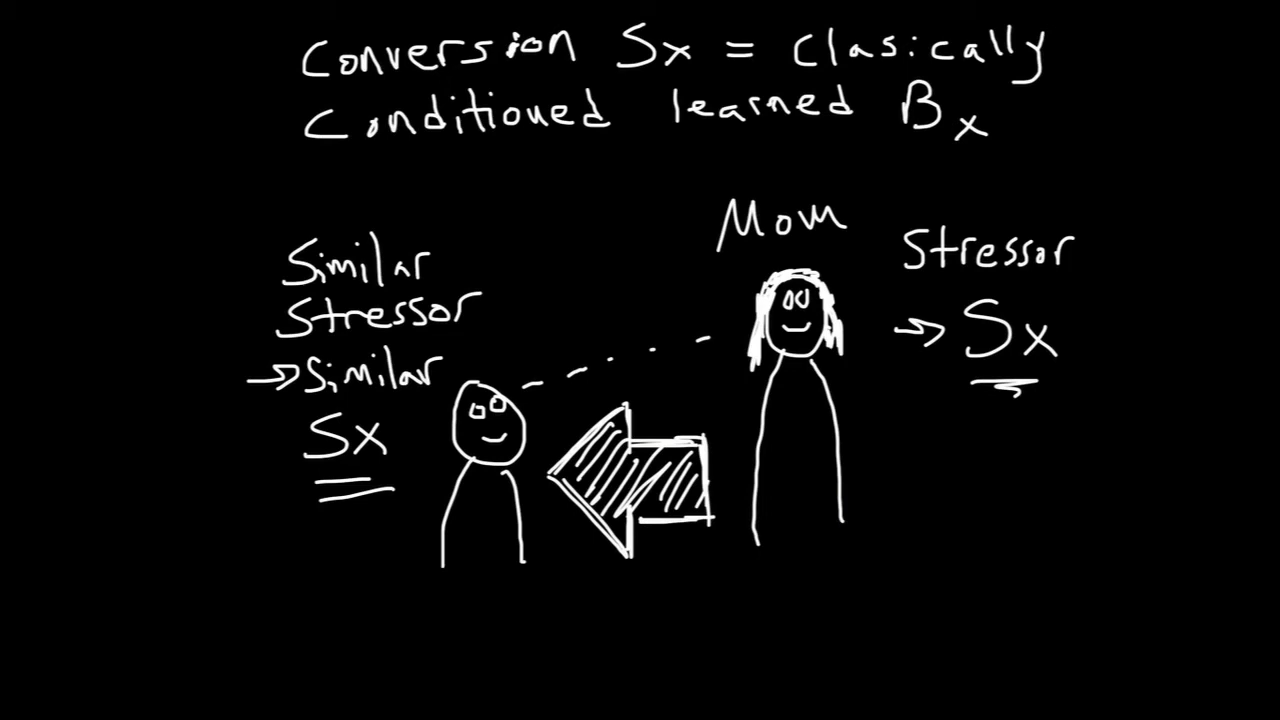 Conversion Sx = Clasically
Conditioned learned Bx
Mom
Stressor
→ Sx
Similar
Stressor
→ Similar
Sx